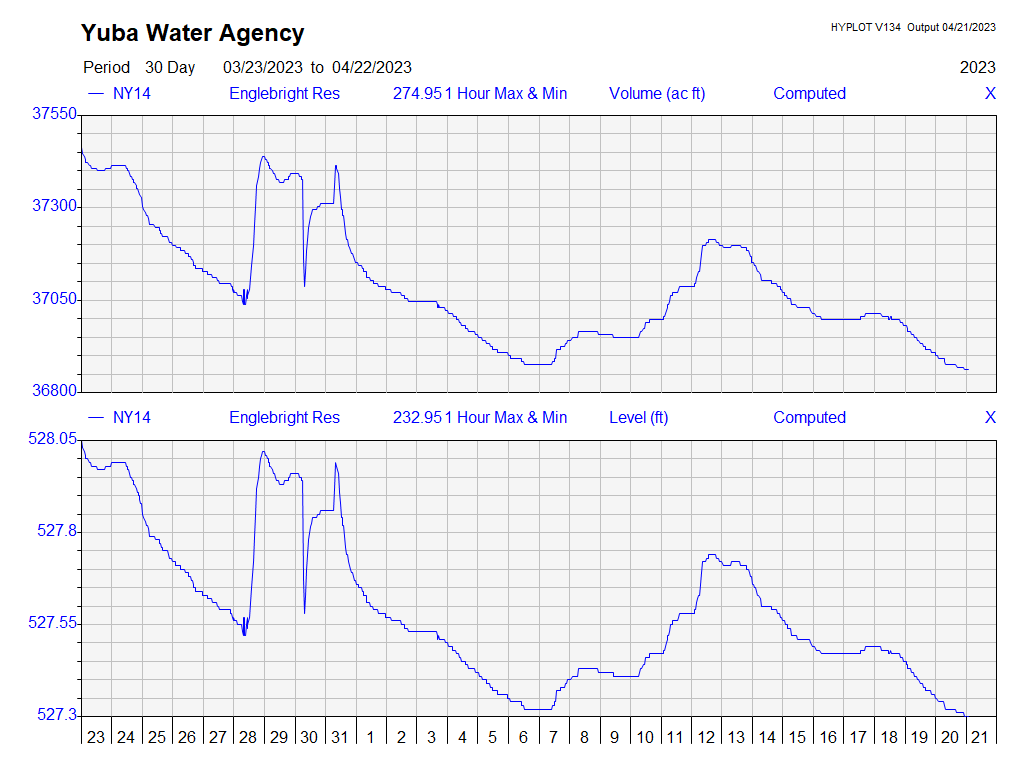 Yuba Water Agency
HYPLOT V134 Output 04/21/2023
Period 30 Day 03/23/2023 to 04/22/2023 2023
NY14 Englebright Res 274.951 Hour Max & Min Volume (ac ft) Computed X
37550
37300
37050
36800
NY14 Englebright Res 232.951 Hour Max & Min Level (ft) Computed X
528.05
527.8
527.55
527.3
23 24 25 26 27 28 29 30 31 1 2 3 4 5 6 7 8 9 10 11 12 13 14 15 16 17 18 19 20 21